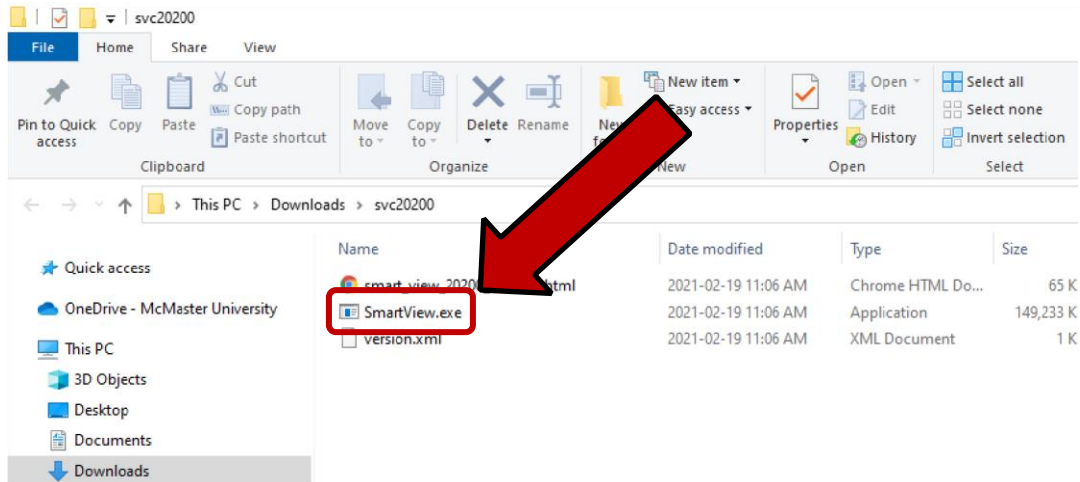 svc20200
File Home Share View
Pin to Quick access
Copy
Paste
Cut
Copy path
Paste shortcut
Clipboard
Move to
Copy to
Delete
Rename
Organize
New item
Easy access
New
Properties
Open
Edit
History
Open
Select all
Select none
Invert selection
Select
This PC > Downloads > svc20200
Name Date modified Type Size
Quick access
OneDrive - McMaster University
This PC
3D Objects
Desktop
Documents
Downloads
2021-02-19 11:06 AM Chrome HTML Do... 65 K
SmartView.exe 2021-02-19 11:06 AM Application 149,233 K
version.xml 2021-02-19 11:06 AM XML Document 1 K